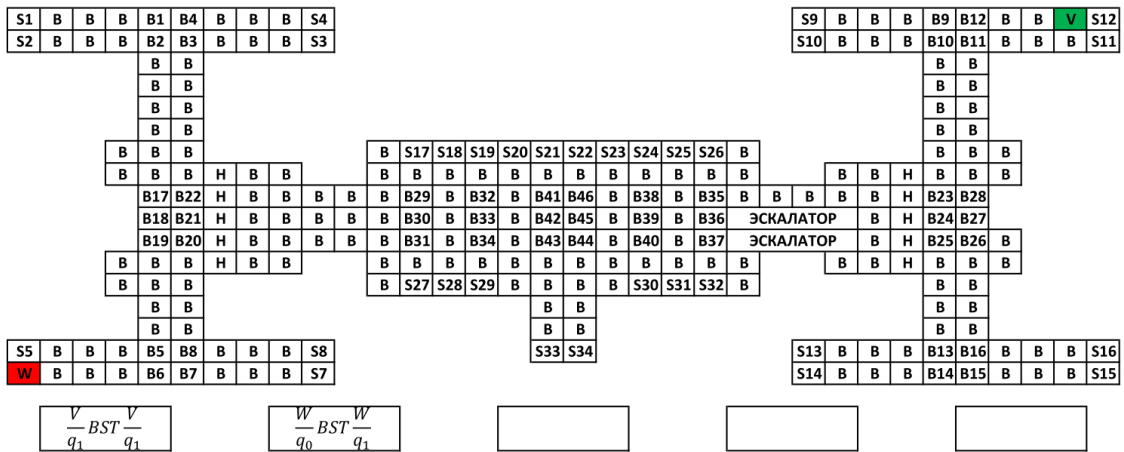 S1 B B B B1 B4 B B B S4 S9 B B B B9 B12 B B V S12
S2 B B B B2 B3 B B B S3 S10 B B B B10 B11 B B B S11
B B B B
B B B B
B B B B
B B B B
B B B B S17 S18 S19 S20 S21 S22 S23 S24 S25 S26 B B B B
B B B H B B B B B B B B B B B B B B B B H B B B
B17 B22 H B B B B B B29 B B32 B B41 B46 B B38 B B35 B B B B B H B23 B28
B18 B21 H B B B B B B30 B B33 B B42 B45 B B39 B B36 ЭСКАЛАТОР B H B24 B27
B19 B20 H B B B B B B31 B B34 B B43 B44 B B40 B B37 ЭСКАЛАТОР B H B25 B26 B
B B B H B B B B B B B B B B B B B B B B H B B B
B B B B S27 S28 S29 B B B B S30 S31 S32 B B B
B B B B B B
B B B B B B
S5 B B B B5 B8 B B B S8 S33 S34 S13 B B B B13 B16 B B B S16
W B B B B6 B7 B B B S7 S14 B B B B14 B15 B B B S15
V/q1 BST V/q1 W/q0 BST W/q1